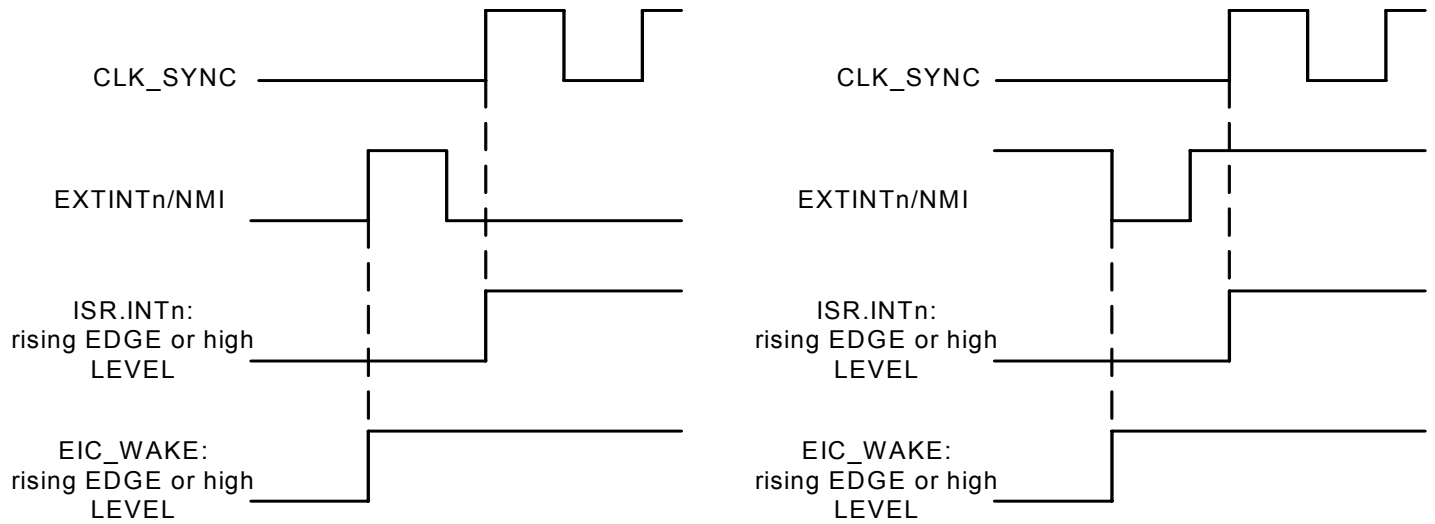 CLK_SYNC
EXTINTn/NMI
ISR.INTn:
rising EDGE or high
LEVEL
EIC_WAKE:
rising EDGE or high
LEVEL
CLK_SYNC
EXTINTn/NMI
ISR.INTn:
rising EDGE or high
LEVEL
EIC_WAKE:
rising EDGE or high
LEVEL